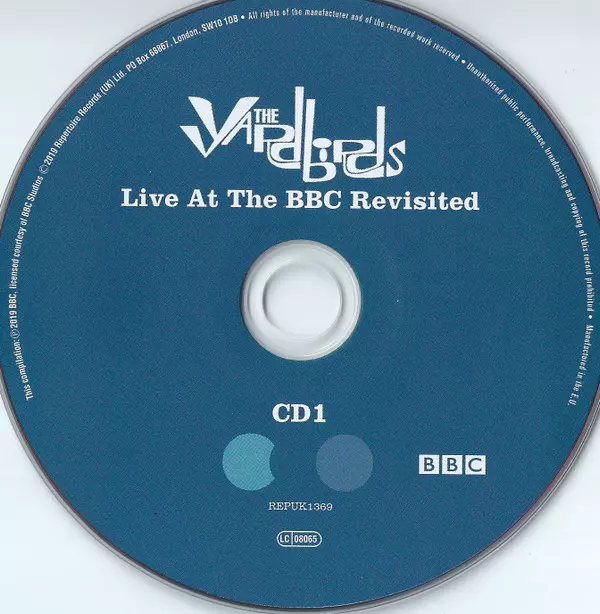 This compilation: ℗ 2019 BBC, licensed courtesy of BBC Studios © 2019 Repertoire Records (UK) Ltd. PO Box 68867, London, SW10 1DB • All rights of the manufacturer and of the recorded work reserved • Unauthorised public performance, broadcasting and copying of this record prohibited • Manufactured in the E.U.
THE
YARDBIRDS
Live At The BBC Revisited
CD1
BBC
REPUK1369
LC 08065